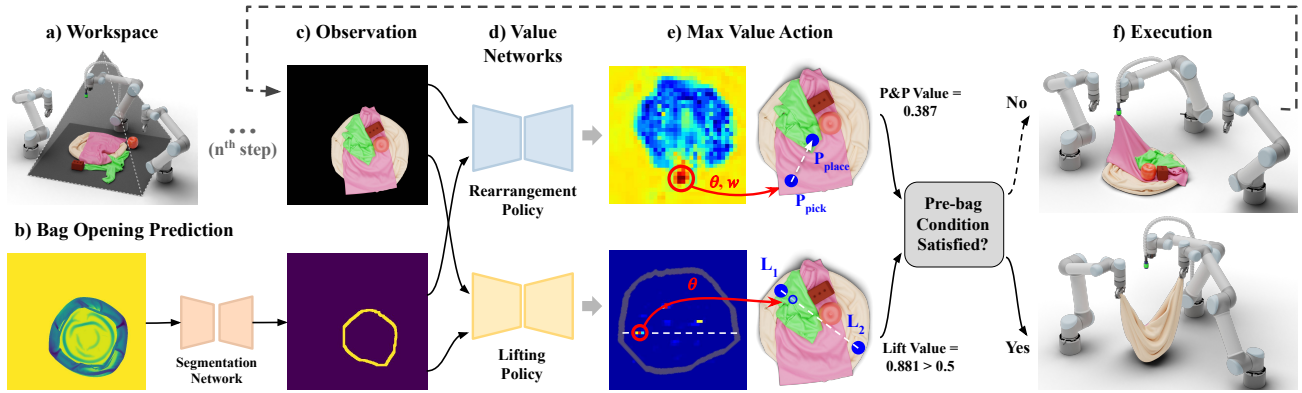 a) Workspace
c) Observation
d) Value
Networks
e) Max Value Action
f) Execution
...
(nth step)
P&P Value =
0.387
No
Rearrangement
Policy
θ, w
Pplace
Ppick
b) Bag Opening Prediction
Pre-bag
Condition
Satisfied?
Segmentation
Network
Lifting
Policy
θ
L1
L2
Lift Value =
0.881 > 0.5
Yes